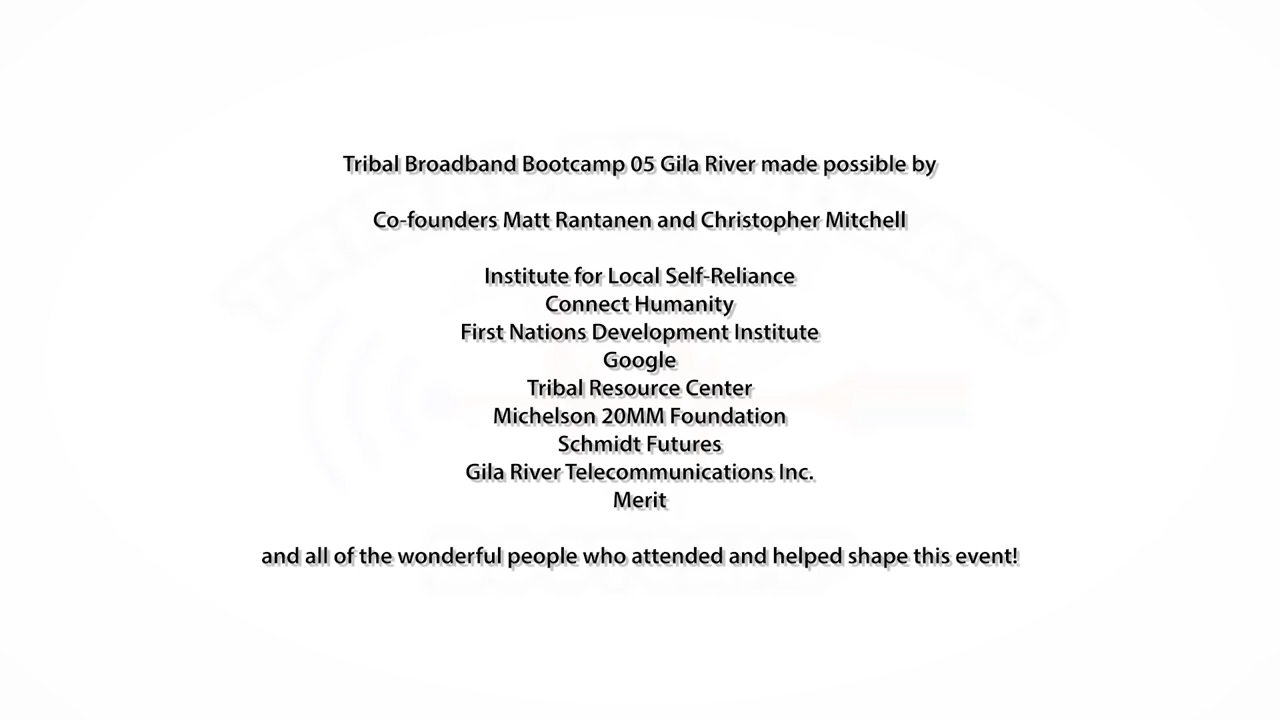 Tribal Broadband Bootcamp 05 Gila River made possible by
Co-founders Matt Rantanen and Christopher Mitchell
Institute for Local Self-Reliance
Connect Humanity
First Nations Development Institute
Google
Tribal Resource Center
Michelson 20MM Foundation
Schmidt Futures
Gila River Telecommunications Inc.
Merit
and all of the wonderful people who attended and helped shape this event!